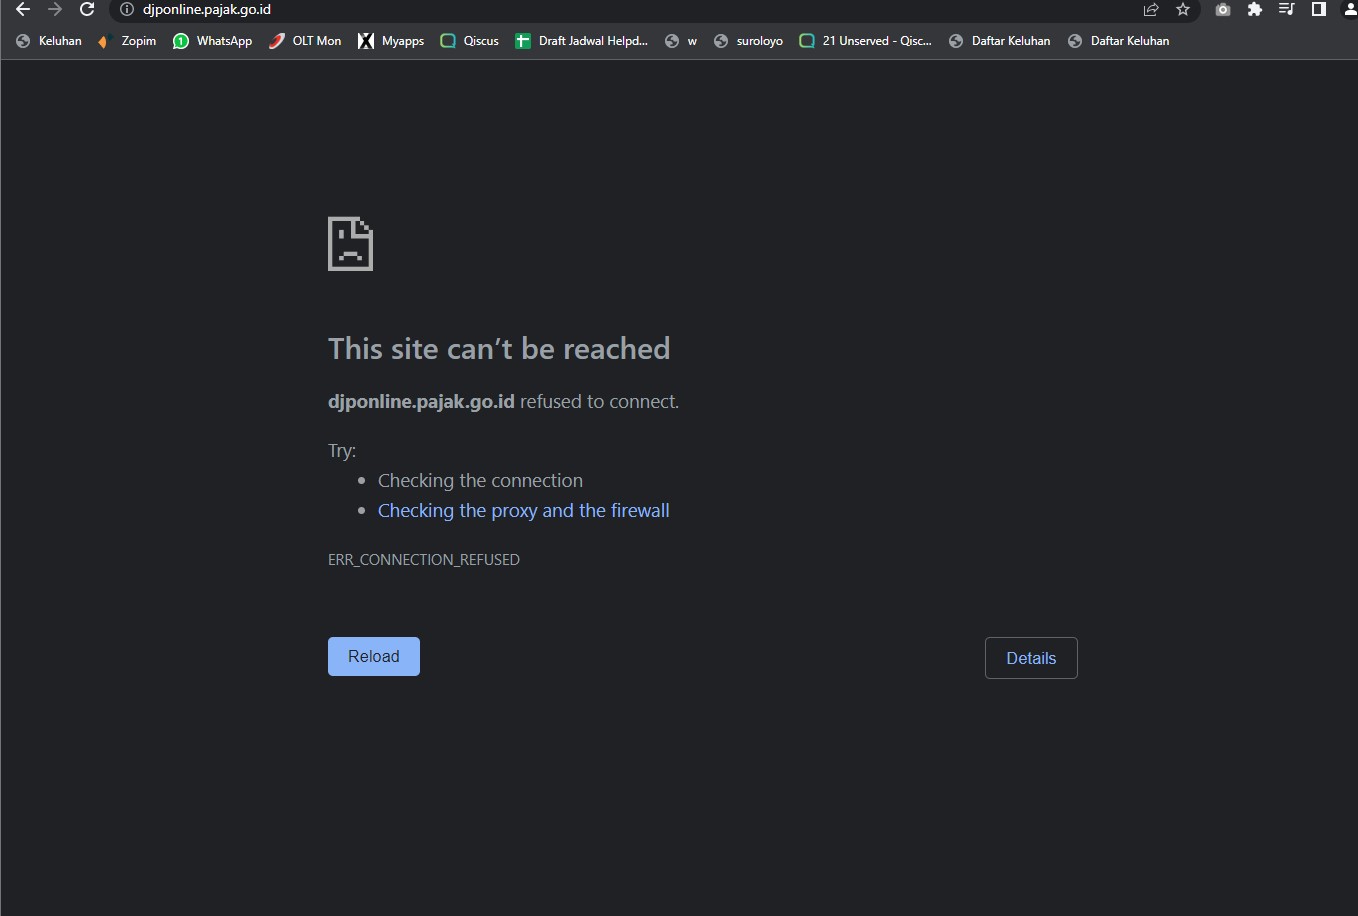 djponline.pajak.go.id
Keluhan Zopim WhatsApp OLT Mon Myapps Qiscus Draft Jadwal Helpd... w suroloyo 21 Unserved - Qisc... Daftar Keluhan Daftar Keluhan
This site can’t be reached
djponline.pajak.go.id refused to connect.
Try:
• Checking the connection
• Checking the proxy and the firewall
ERR_CONNECTION_REFUSED
Reload Details